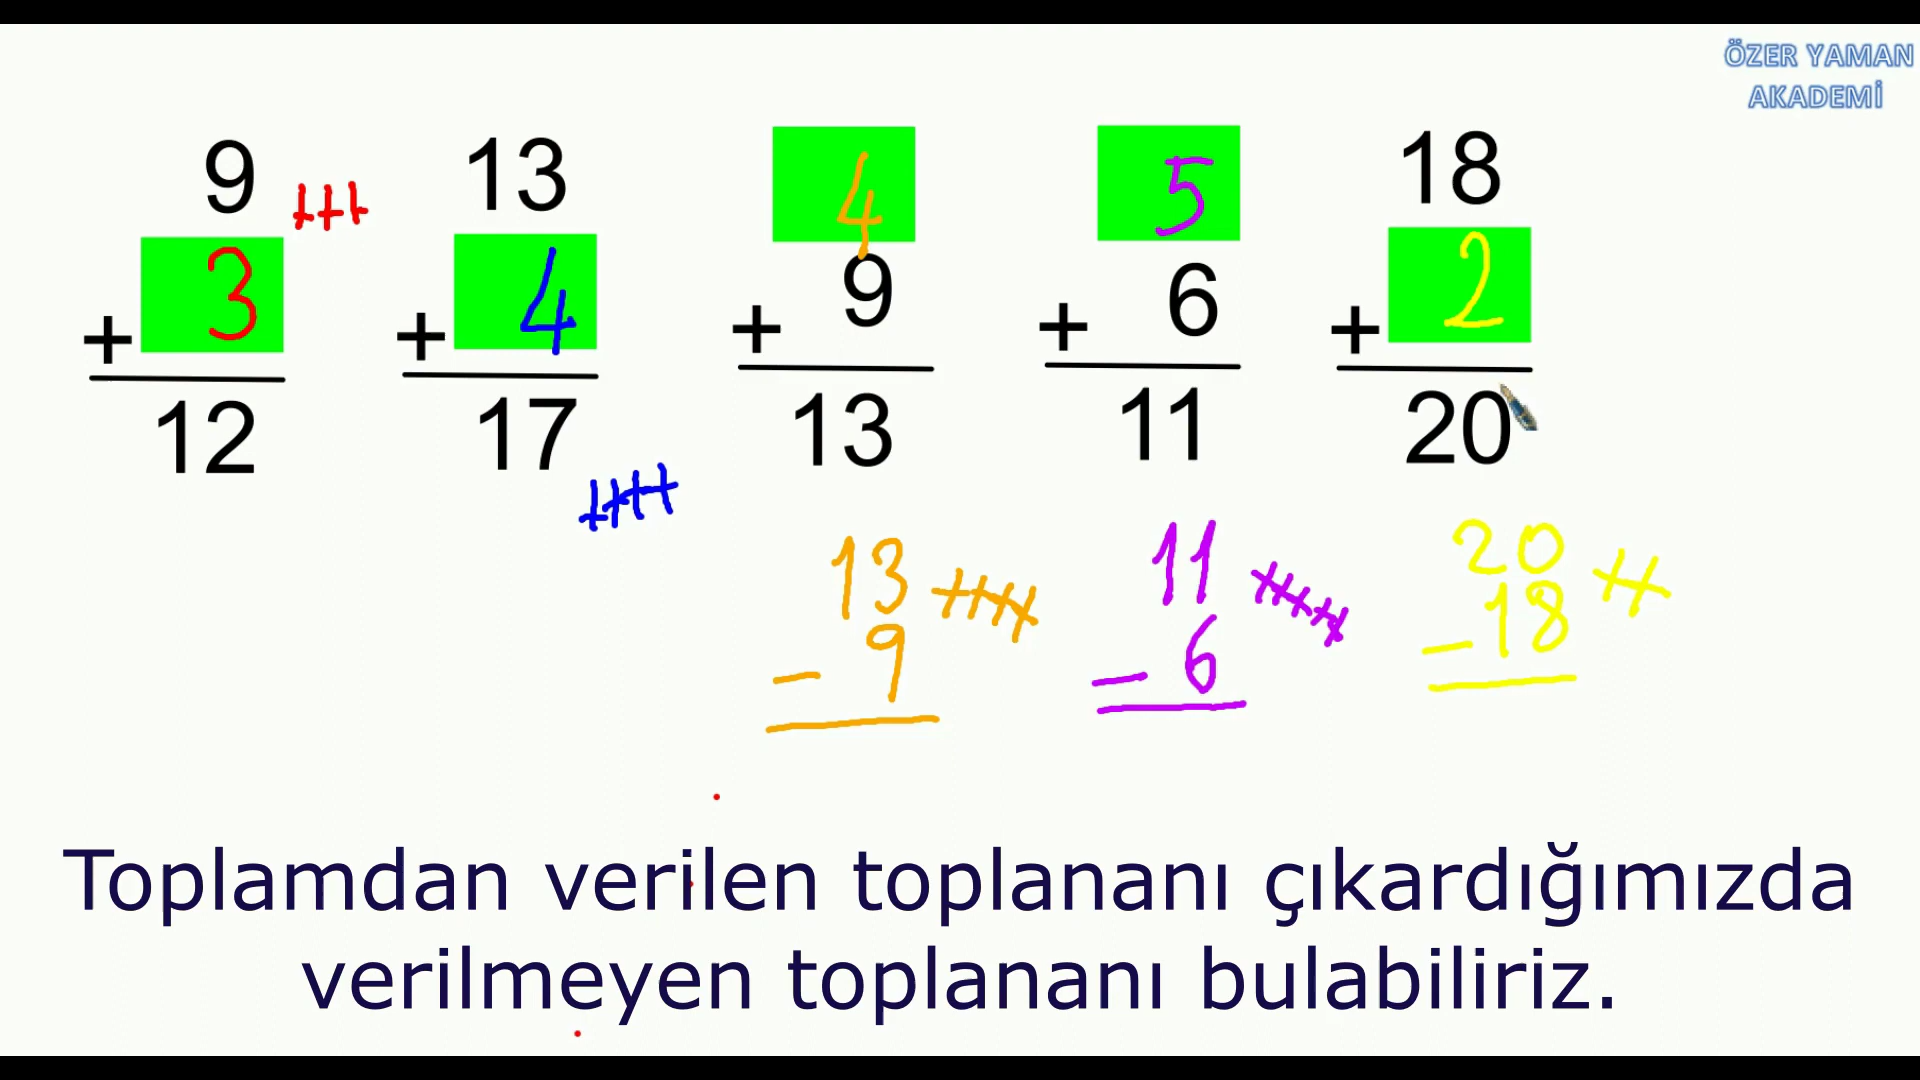 ÖZER YAMAN
AKADEMİ
9 13 4 5 18
+ 3 + 4 + 9 + 6 + 2
12 17 13 11 20
13 11 20
- 9 - 6 - 18
Toplamdan verilen toplananı çıkardığımızda
verilmeyen toplananı bulabiliriz.